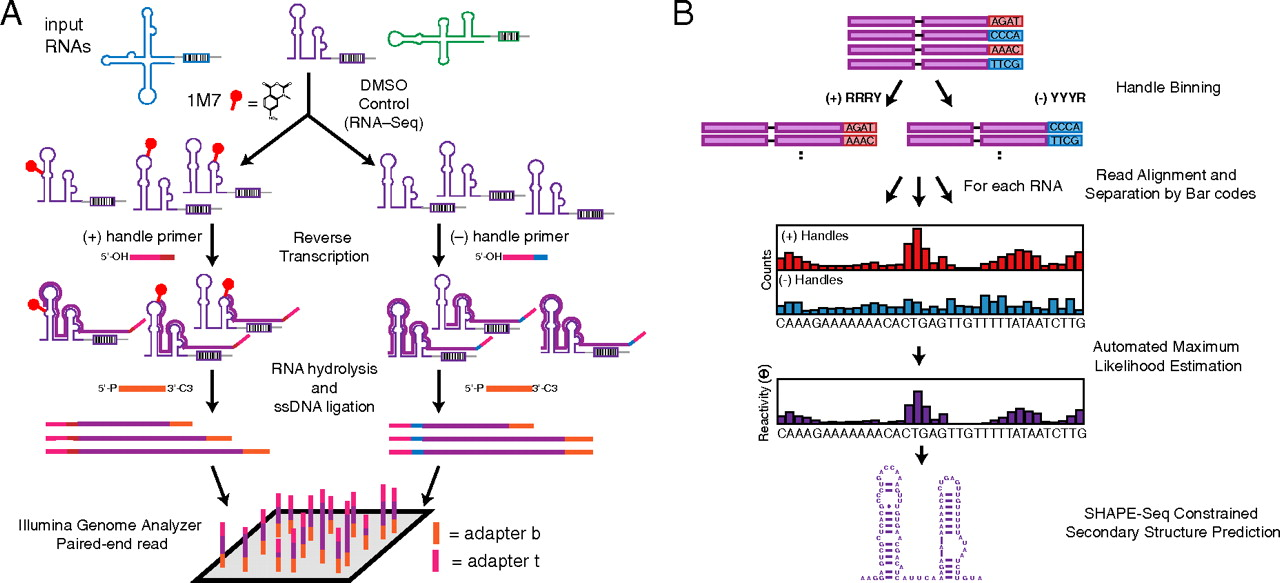 A
input
RNAs
1M7
=
HO₂
DMSO
Control
(RNA–Seq)
(+) handle primer
5'-OH
Reverse
Transcription
(–) handle primer
5'-OH
RNA hydrolysis
and
ssDNA ligation
5'-P
3'-C3
5'-P
3'-C3
Illumina Genome Analyzer
Paired-end read
= adapter b
= adapter t
B
AGAT
CCCA
AAAC
TTCG
Handle Binning
(+) RRRY
(-) YYYR
AGAT
AAAC
CCCA
TTCG
For each RNA
Read Alignment and
Separation by Bar codes
Counts
(+) Handles
(-) Handles
CAAAGAAAAAAACACTGAGTTGTTTTTATAATCTTG
Automated Maximum
Likelihood Estimation
Reactivity (Θ)
CAAAGAAAAAAACACTGAGTTGTTTTTATAATCTTG
SHAPE-Seq Constrained
Secondary Structure Prediction